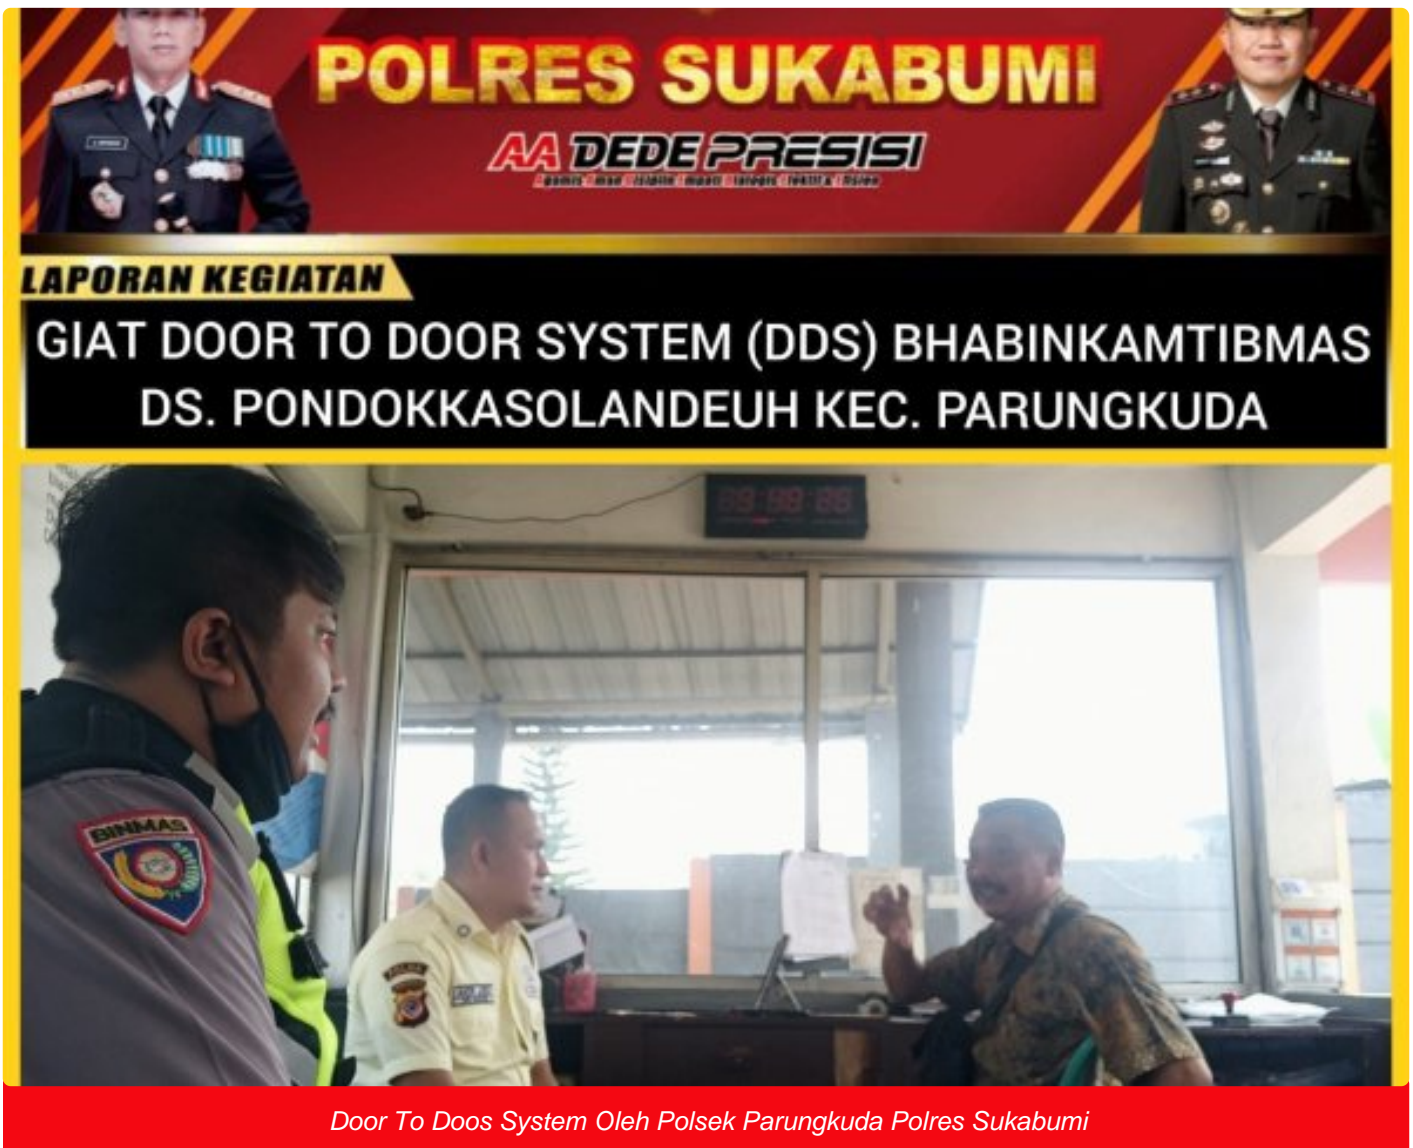 POLRES SUKABUMI
AA DEDE PRESISI
LAPORAN KEGIATAN
GIAT DOOR TO DOOR SYSTEM (DDS) BHABINKAMTIBMAS
DS. PONDOKKASOLANDEUH KEC. PARUNGKUDA
BINMAS
Door To Doos System Oleh Polsek Parungkuda Polres Sukabumi